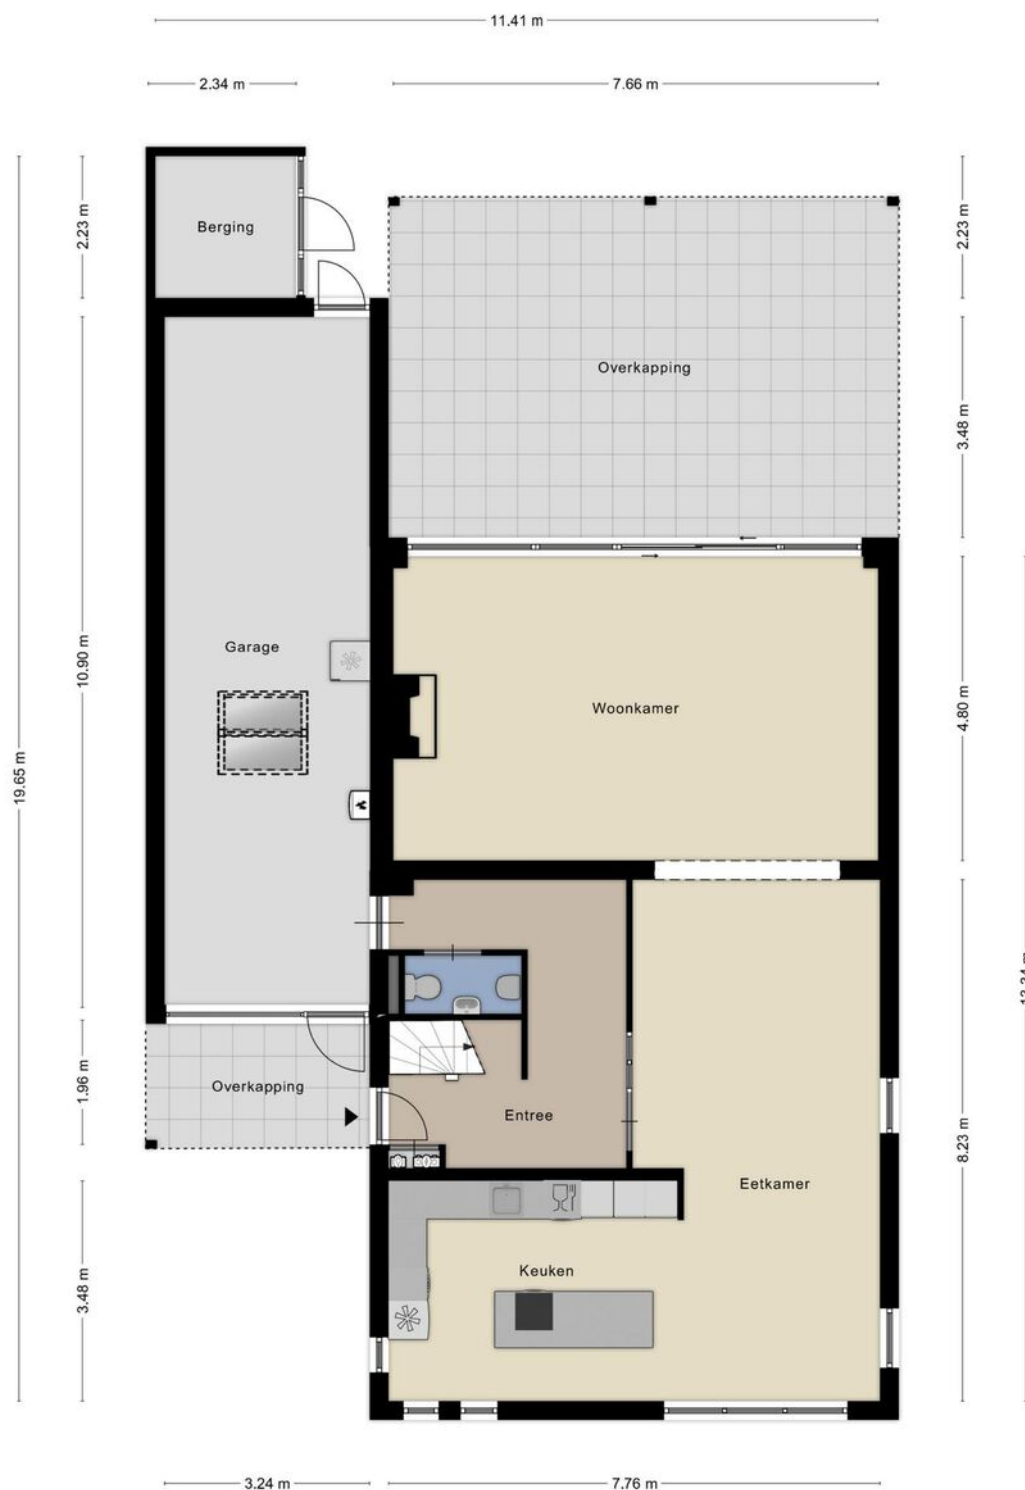 11.41 m
2.34 m
7.66 m
2.23 m
2.23 m
Berging
Overkapping
3.48 m
10.90 m
Garage
Woonkamer
4.80 m
19.65 m
1.96 m
Overkapping
Entree
8.23 m
Eetkamer
3.48 m
Keuken
3.24 m
7.76 m